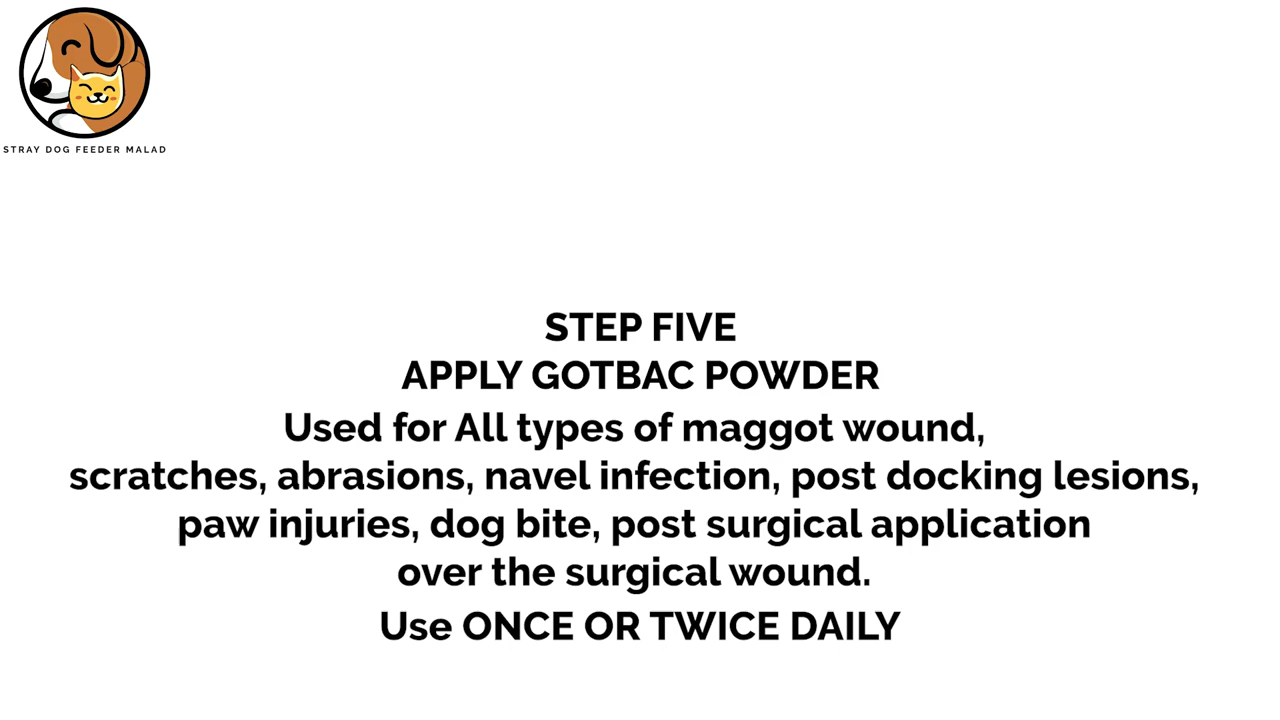 STRAY DOG FEEDER MALAD
STEP FIVE
APPLY GOTBAC POWDER
Used for All types of maggot wound,
scratches, abrasions, navel infection, post docking lesions,
paw injuries, dog bite, post surgical application
over the surgical wound.
Use ONCE OR TWICE DAILY